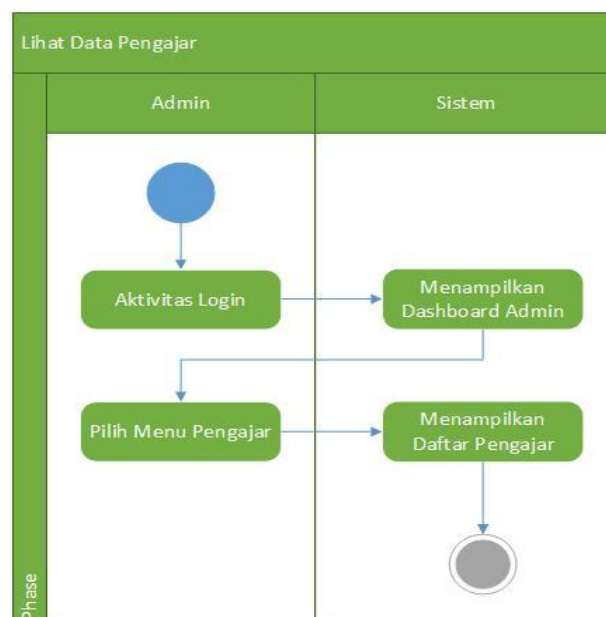 Lihat Data Pengajar
Admin
Sistem
Aktivitas Login
Menampilkan
Dashboard Admin
Pilih Menu Pengajar
Menampilkan
Daftar Pengajar
Phase